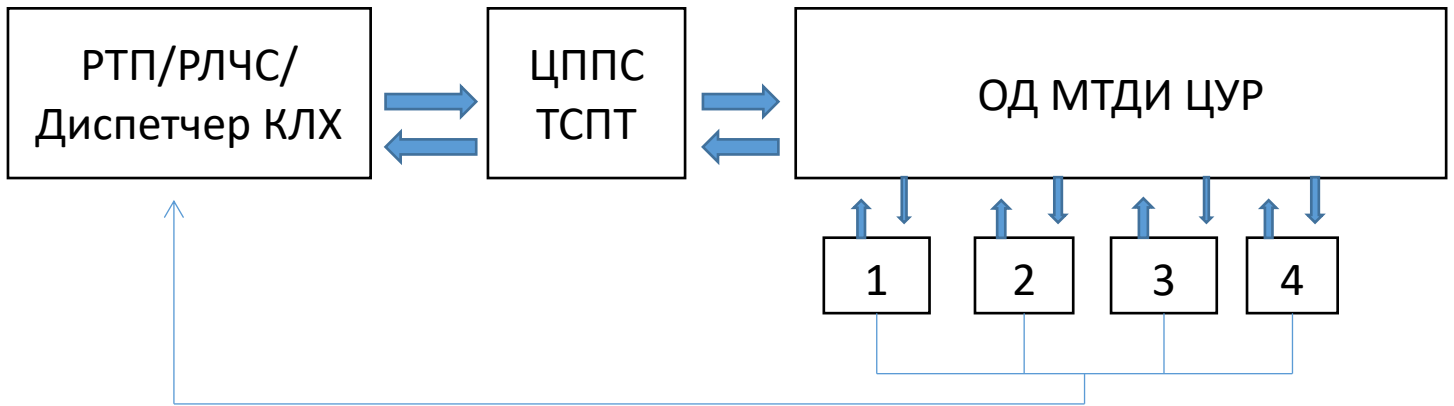 РТП/РЛЧС/
Диспетчер КЛХ
ЦППС
ТСПТ
ОД МТДИ ЦУР
1
2
3
4